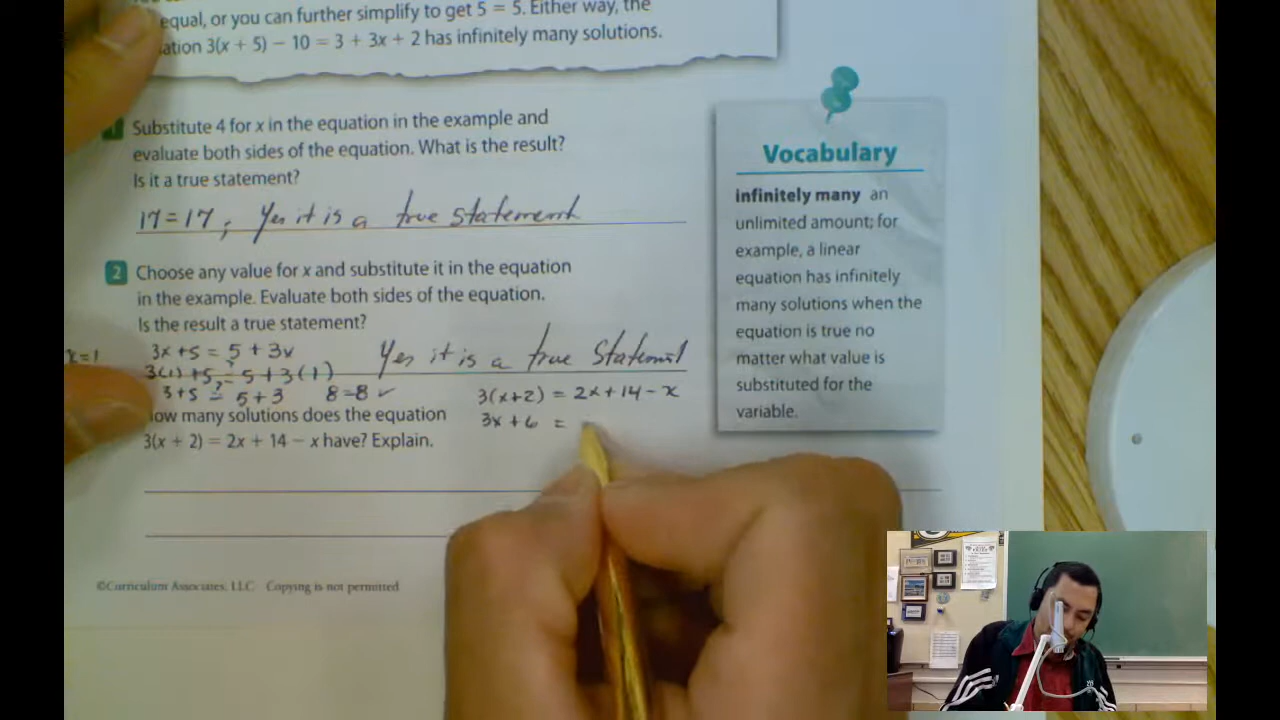 equal, or you can further simplify to get 5 = 5. Either way, the
3(x + 5) − 10 = 3 + 3x + 2 has infinitely many solutions.
1 Substitute 4 for x in the equation in the example and
evaluate both sides of the equation. What is the result?
Is it a true statement?
17=17; Yes it is a true statement
2 Choose any value for x and substitute it in the equation
in the example. Evaluate both sides of the equation.
Is the result a true statement?
x=1
3x+5 = 5+3x
3(1)+5 ?= 5+3(1)
3+5 ?= 5+3 8=8 ✓
Yes it is a true statement
How many solutions does the equation
3(x + 2) = 2x + 14 − x have? Explain.
3(x+2) = 2x+14-x
3x+6 =
©Curriculum Associates, LLC Copying is not permitted
Vocabulary
infinitely many an
unlimited amount; for
example, a linear
equation has infinitely
many solutions when the
equation is true no
matter what value is
substituted for the
variable.